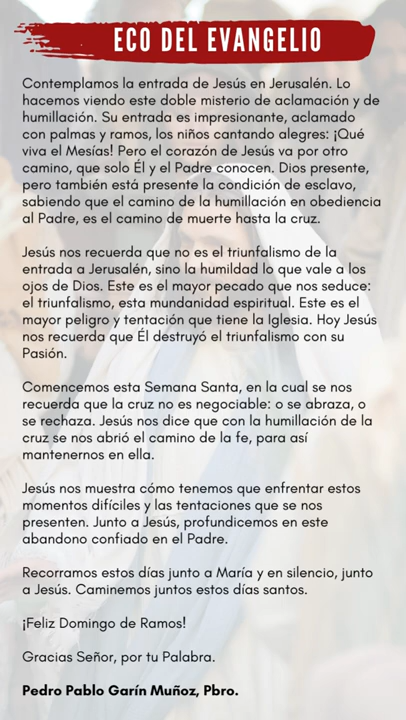 ECO DEL EVANGELIO
Contemplamos la entrada de Jesús en Jerusalén. Lo
hacemos viendo este doble misterio de aclamación y de
humillación. Su entrada es impresionante, aclamado
con palmas y ramos, los niños cantando alegres: ¡Qué
viva el Mesías! Pero el corazón de Jesús va por otro
camino, que solo Él y el Padre conocen. Dios presente,
pero también está presente la condición de esclavo,
sabiendo que el camino de la humillación en obediencia
al Padre, es el camino de muerte hasta la cruz.
Jesús nos recuerda que no es el triunfalismo de la
entrada a Jerusalén, sino la humildad lo que vale a los
ojos de Dios. Este es el mayor pecado que nos seduce:
el triunfalismo, esta mundanidad espiritual. Este es el
mayor peligro y tentación que tiene la Iglesia. Hoy Jesús
nos recuerda que Él destruyó el triunfalismo con su
Pasión.
Comencemos esta Semana Santa, en la cual se nos
recuerda que la cruz no es negociable: o se abraza, o
se rechaza. Jesús nos dice que con la humillación de la
cruz se nos abrió el camino de la fe, para así
mantenernos en ella.
Jesús nos muestra cómo tenemos que enfrentar estos
momentos difíciles y las tentaciones que se nos
presenten. Junto a Jesús, profundicemos en este
abandono confiado en el Padre.
Recorramos estos días junto a María y en silencio, junto
a Jesús. Caminemos juntos estos días santos.
¡Feliz Domingo de Ramos!
Gracias Señor, por tu Palabra.
Pedro Pablo Garín Muñoz, Pbro.